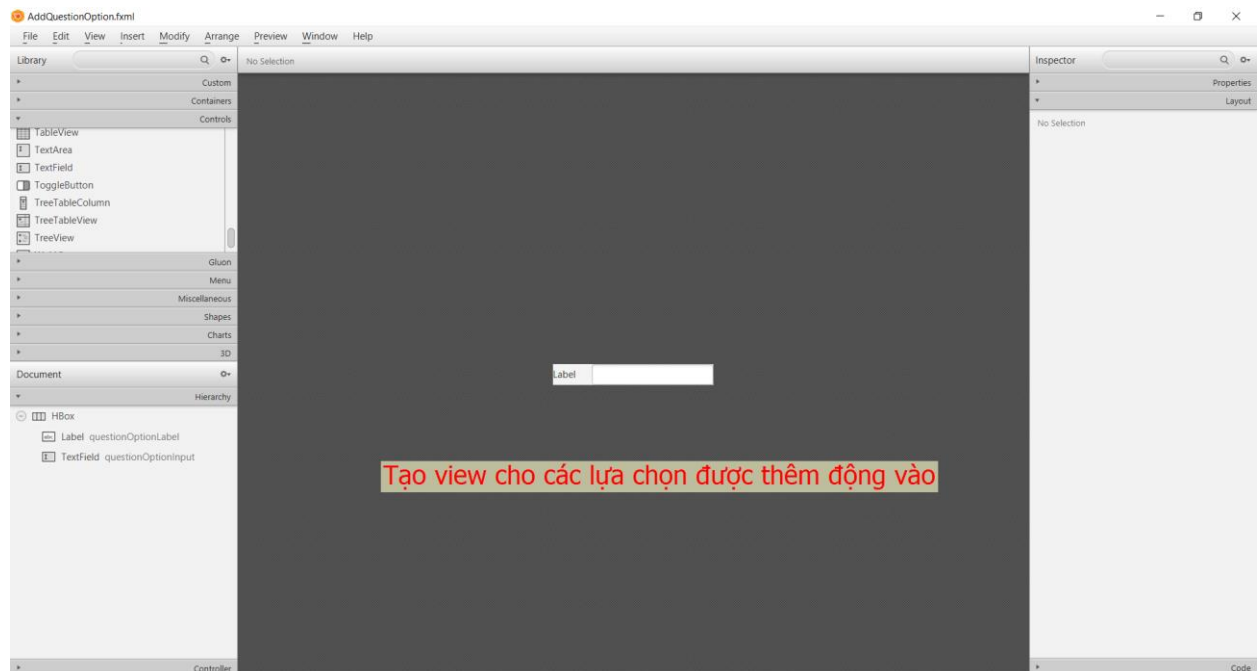 AddQuestionOption.fxml
File Edit View Insert Modify Arrange Preview Window Help
Library
No Selection
Inspector
Custom
Properties
Containers
Layout
Controls
No Selection
TableView
TextArea
TextField
ToggleButton
TreeTableColumn
TreeTableView
TreeView
Gluon
Menu
Miscellaneous
Shapes
Charts
3D
Document
Label
Hierarchy
HBox
Label questionOptionLabel
TextField questionOptionInput
Tạo view cho các lựa chọn được thêm động vào
Controller
Code